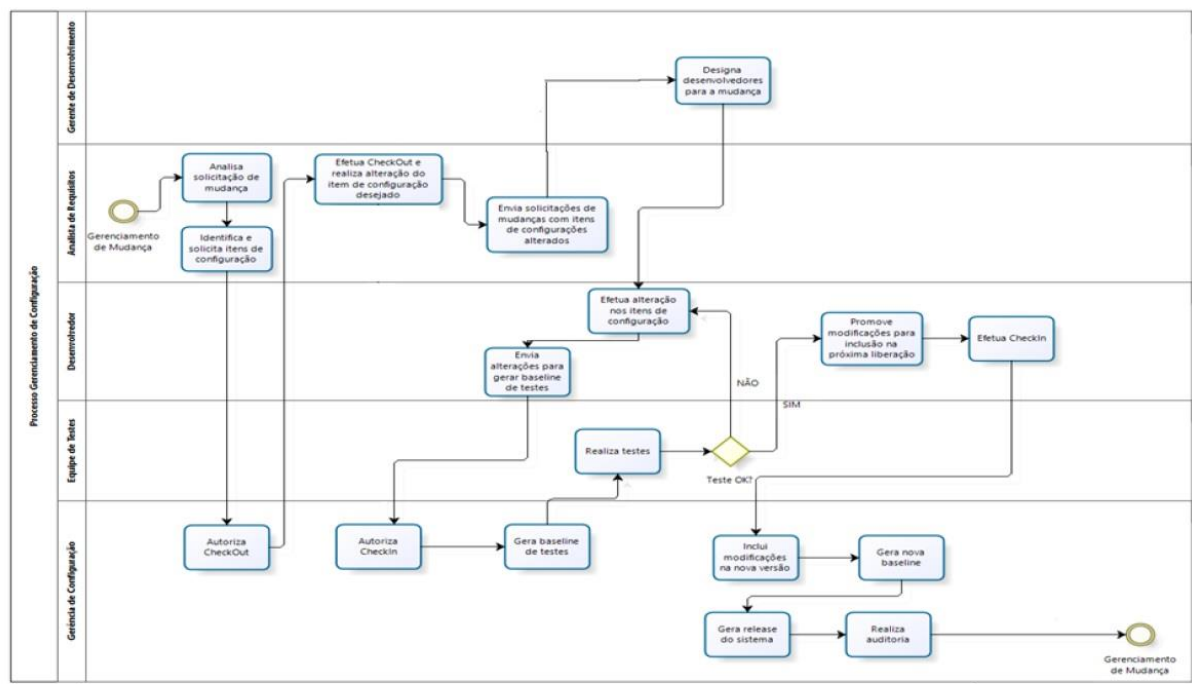 Processo Gerenciamento de Configuração
Gerente de Desenvolvimento
Designa
desenvolvedores
para a mudança
Analista de Requisitos
Gerenciamento
de Mudança
Analisa
solicitação de
mudança
Identifica e
solicita itens de
configuração
Efetua CheckOut e
realiza alteração do
item de configuração
desejado
Envia solicitações de
mudanças com itens
de configurações
alterados
Desenvolvedor
Efetua alteração
nos itens de
configuração
Envia
alterações para
gerar baseline
de testes
NÃO
SIM
Promove
modificações para
inclusão na
próxima liberação
Efetua CheckIn
Equipe de Testes
Realiza testes
Teste OK?
Gerência de Configuração
Autoriza
CheckOut
Autoriza
CheckIn
Gera baseline
de testes
Inclui
modificações
na nova versão
Gera nova
baseline
Gera release
do sistema
Realiza
auditoria
Gerenciamento
de Mudança